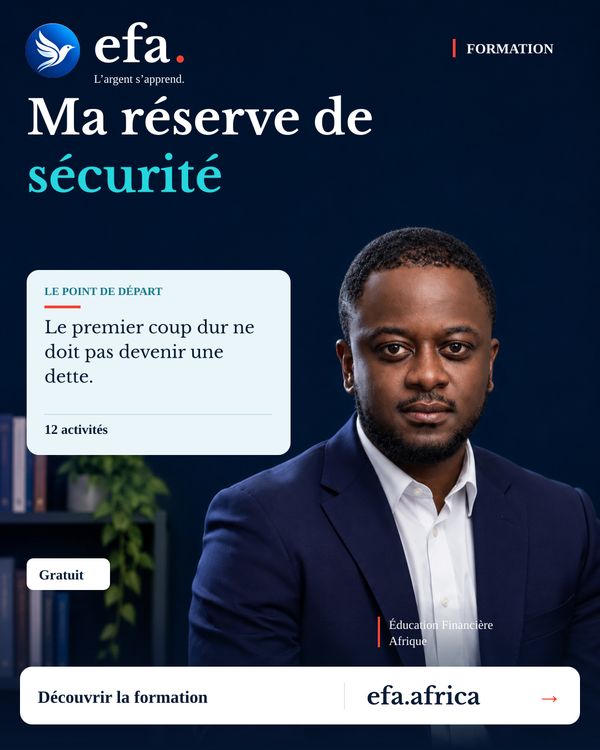 efa.
L’argent s’apprend.
FORMATION
Ma réserve de
sécurité
LE POINT DE DÉPART
Le premier coup dur ne
doit pas devenir une
dette.
12 activités
Gratuit
Éducation Financière
Afrique
Découvrir la formation
efa.africa →